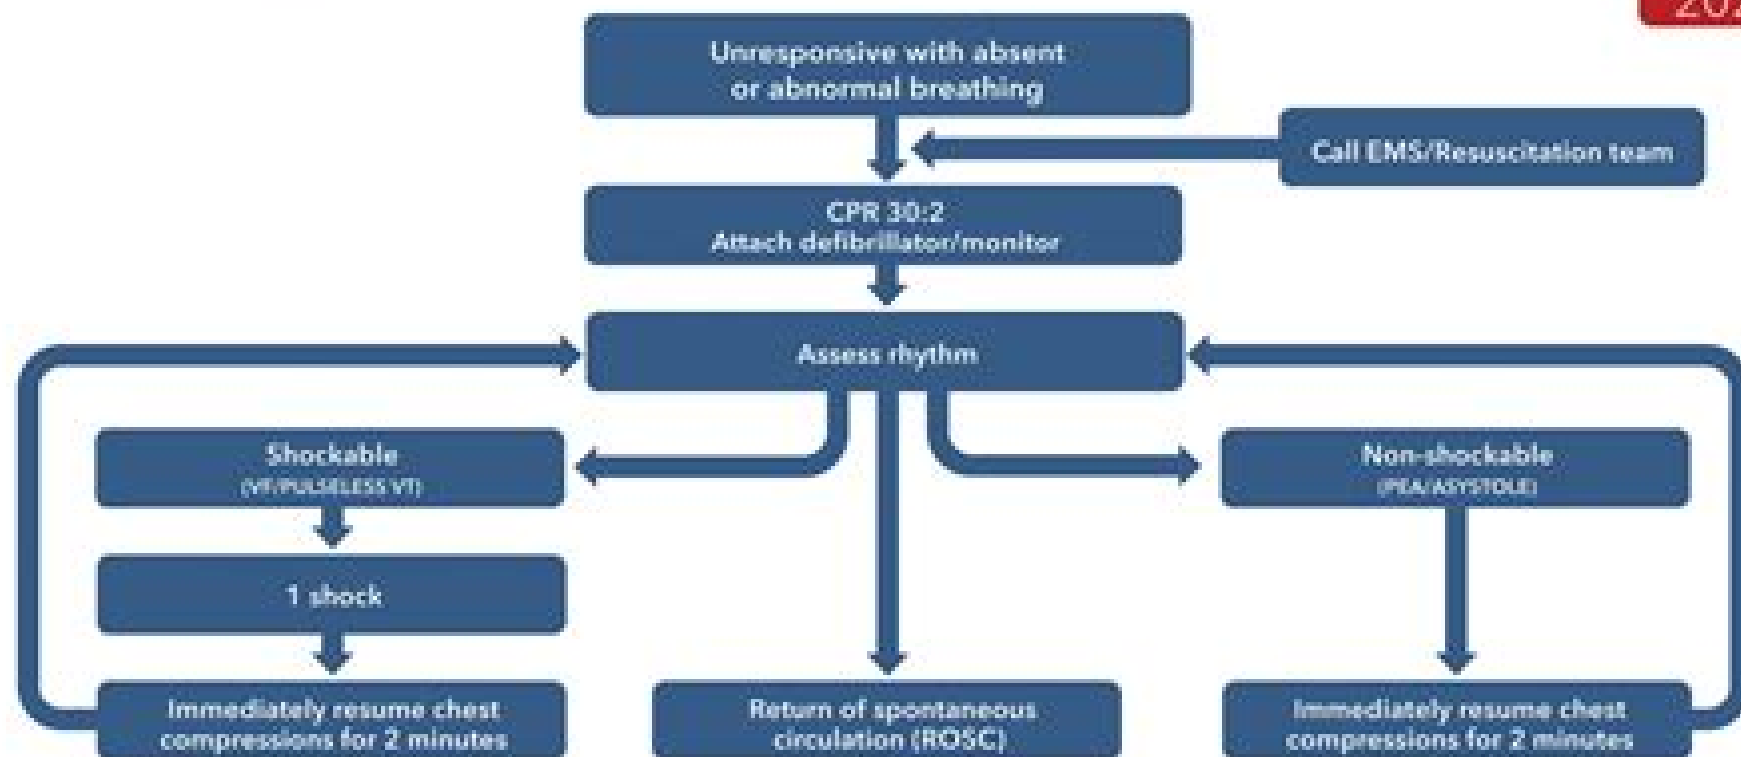 202
Unresponsive with absent
or abnormal breathing
Call EMS/Resuscitation team
CPR 30:2
Attach defibrillator/monitor
Assess rhythm
Shockable
(VF/PULSELESS VT)
Non-shockable
(PEA/ASYSTOLE)
1 shock
Immediately resume chest
compressions for 2 minutes
Return of spontaneous
circulation (ROSC)
Immediately resume chest
compressions for 2 minutes